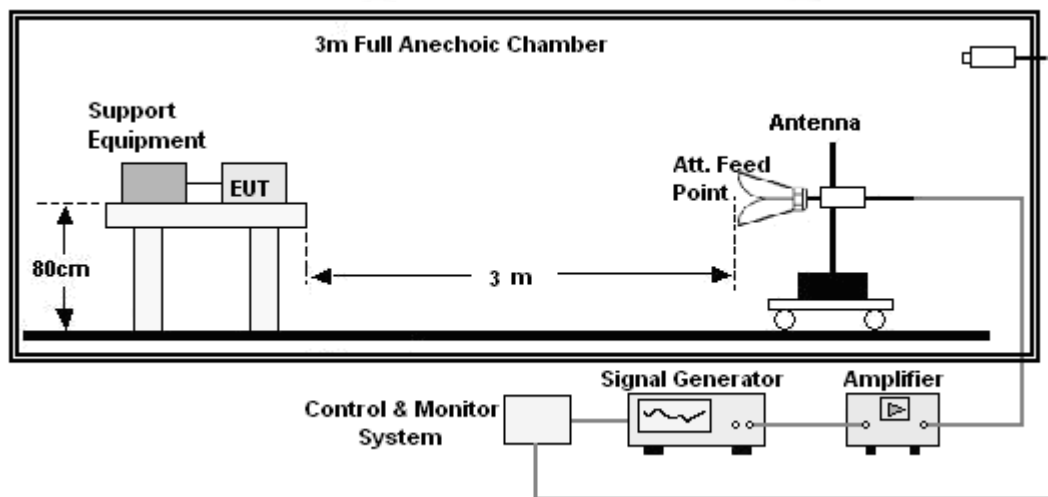 3m Full Anechoic Chamber
Support
Equipment
EUT
Antenna
Att. Feed
Point
80cm
3 m
Signal Generator
Amplifier
Control & Monitor
System